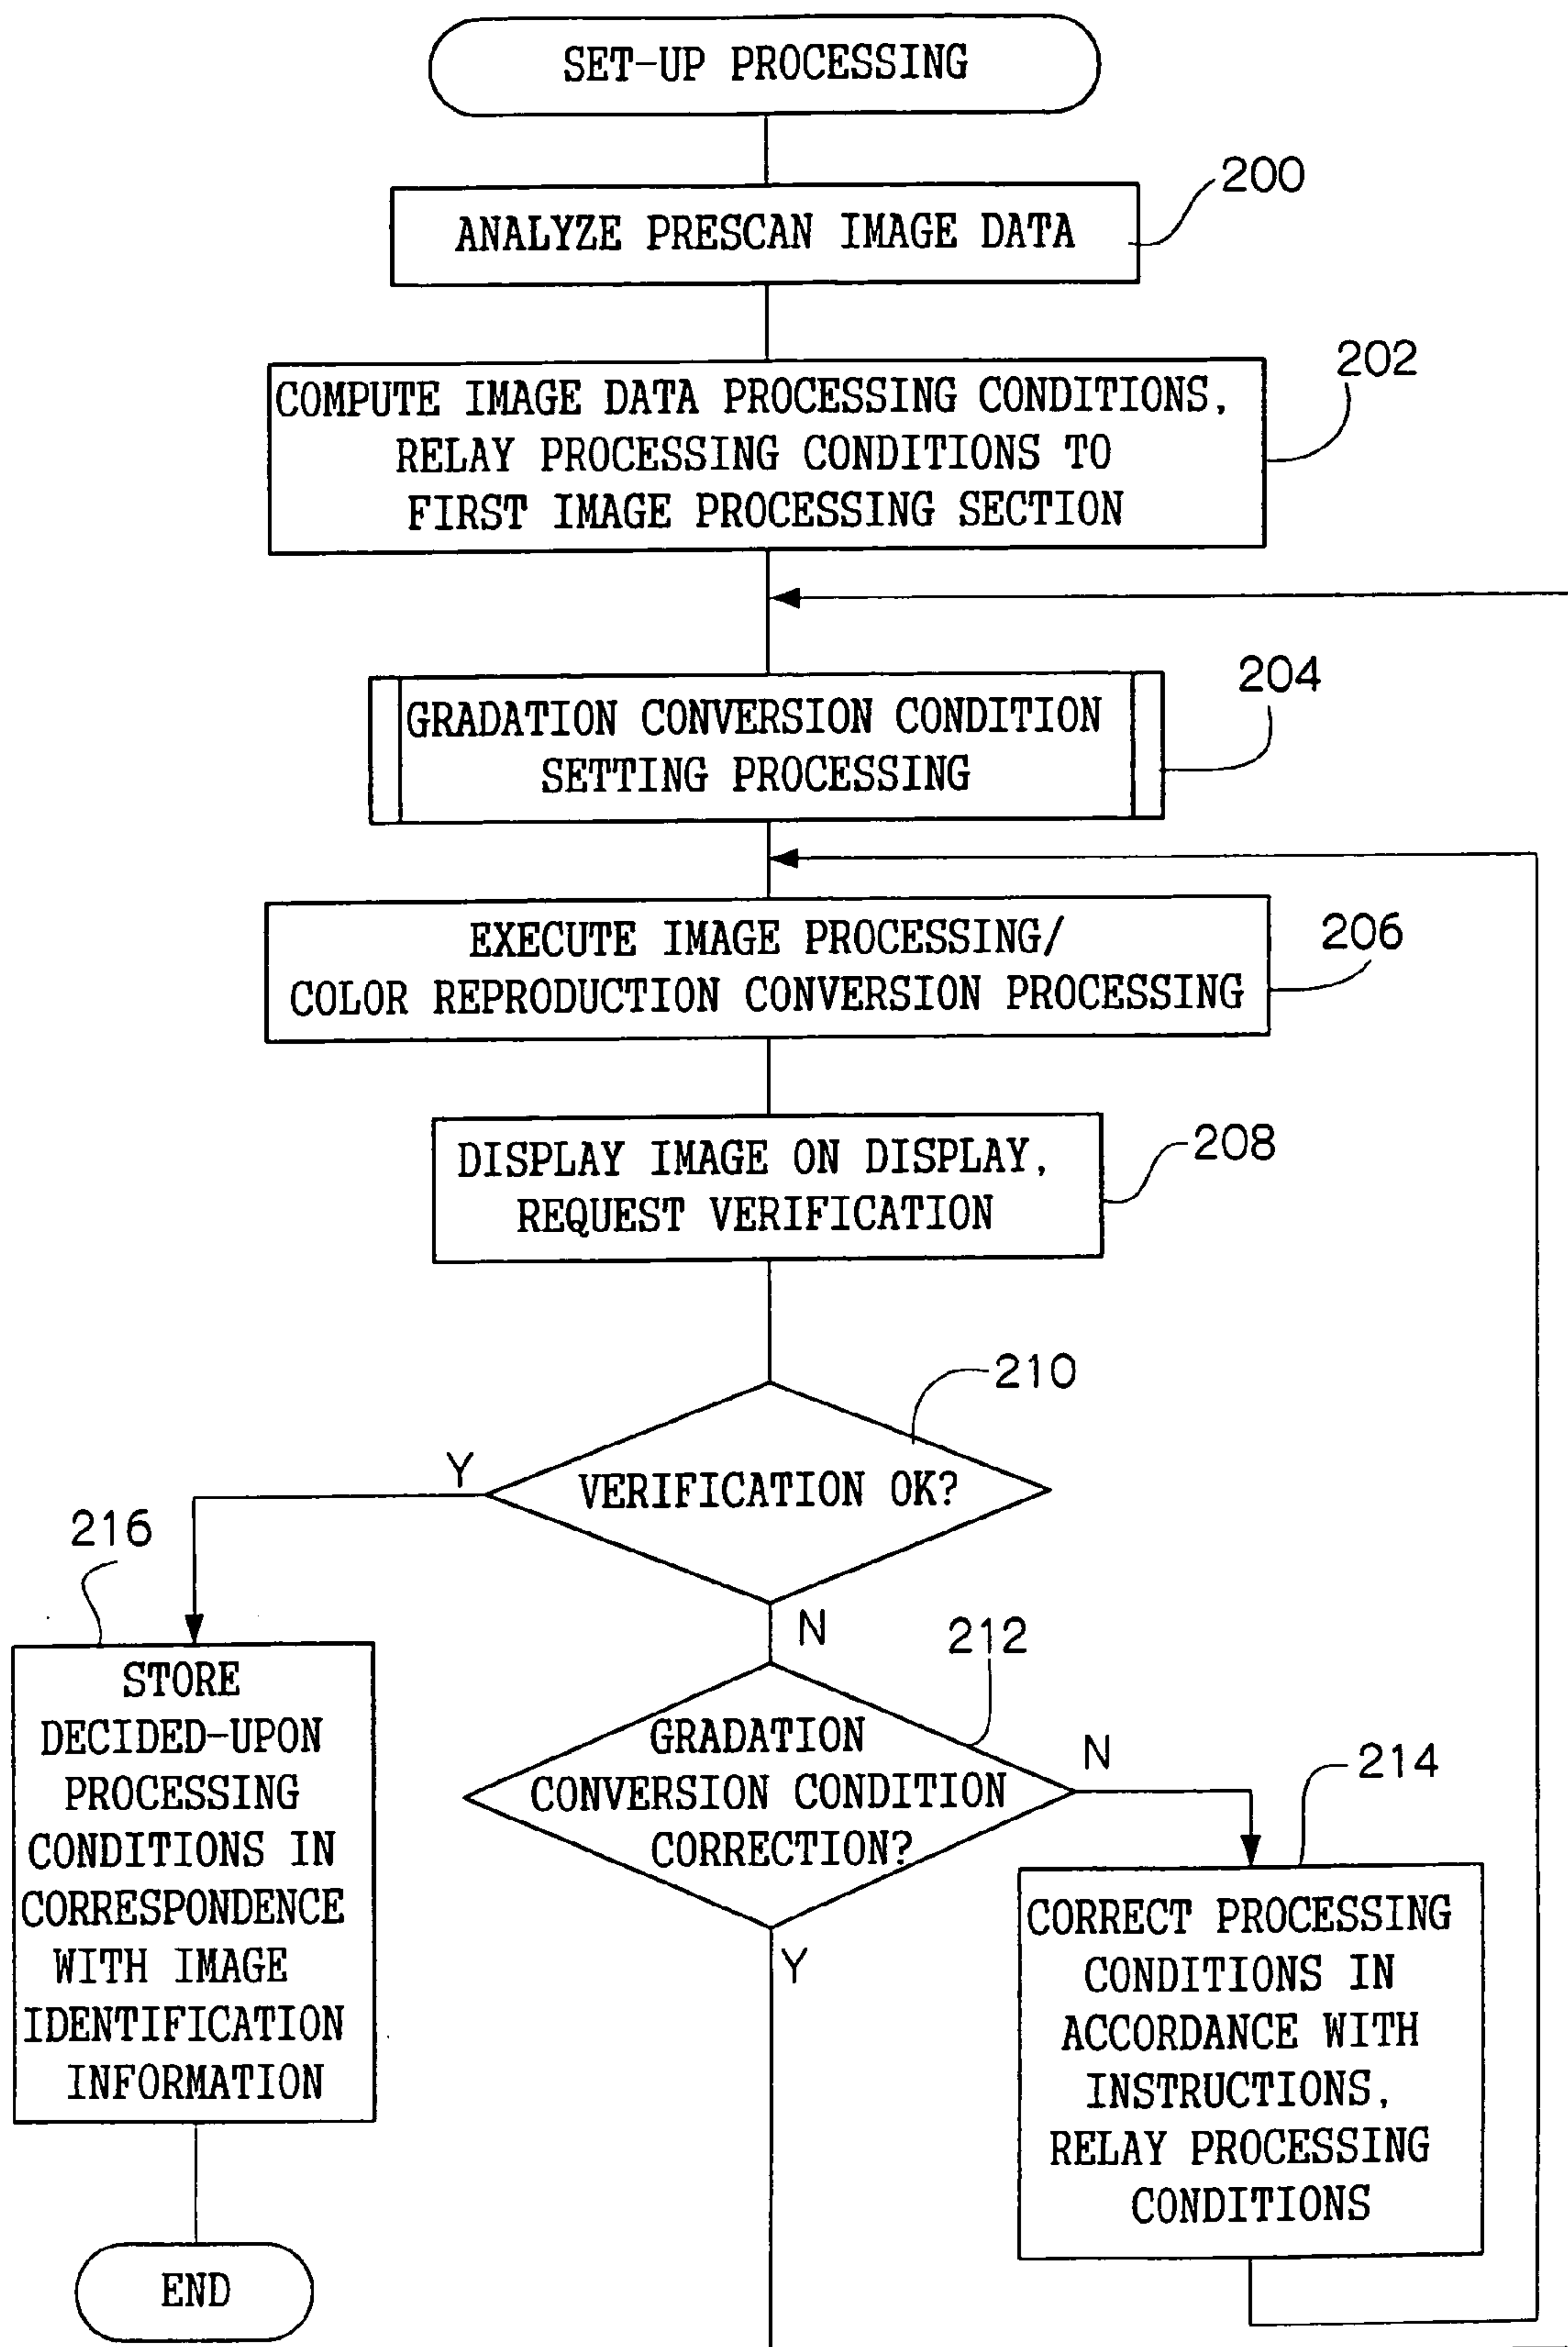 SET-UP PROCESSING
200
ANALYZE PRESCAN IMAGE DATA
202
COMPUTE IMAGE DATA PROCESSING CONDITIONS,
RELAY PROCESSING CONDITIONS TO
FIRST IMAGE PROCESSING SECTION
204
GRADATION CONVERSION CONDITION
SETTING PROCESSING
206
EXECUTE IMAGE PROCESSING/
COLOR REPRODUCTION CONVERSION PROCESSING
208
DISPLAY IMAGE ON DISPLAY,
REQUEST VERIFICATION
210
VERIFICATION OK?
Y
N
216
STORE
DECIDED-UPON
PROCESSING
CONDITIONS IN
CORRESPONDENCE
WITH IMAGE
IDENTIFICATION
INFORMATION
END
212
GRADATION
CONVERSION CONDITION
CORRECTION?
N
Y
214
CORRECT PROCESSING
CONDITIONS IN
ACCORDANCE WITH
INSTRUCTIONS,
RELAY PROCESSING
CONDITIONS